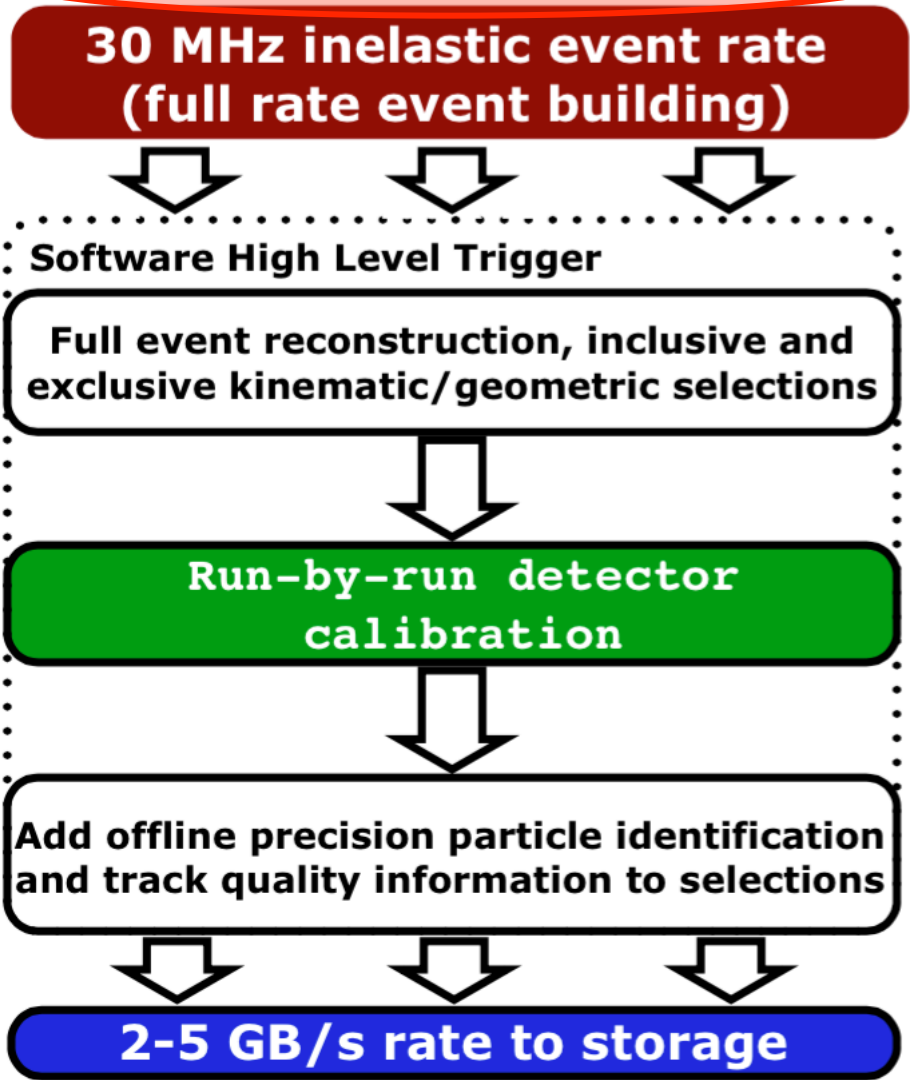 30 MHz inelastic event rate
(full rate event building)
Software High Level Trigger
Full event reconstruction, inclusive and
exclusive kinematic/geometric selections
Run-by-run detector
calibration
Add offline precision particle identification
and track quality information to selections
2-5 GB/s rate to storage